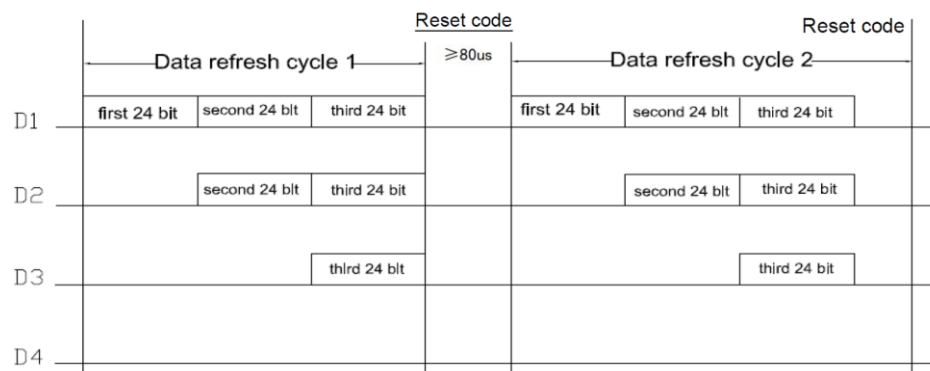 Reset code
Reset code
Data refresh cycle 1
≥80us
Data refresh cycle 2
D1
first 24 bit
second 24 blt
third 24 bit
first 24 bit
second 24 blt
third 24 bit
D2
second 24 blt
third 24 bit
second 24 blt
third 24 bit
D3
thlrd 24 blt
third 24 bit
D4